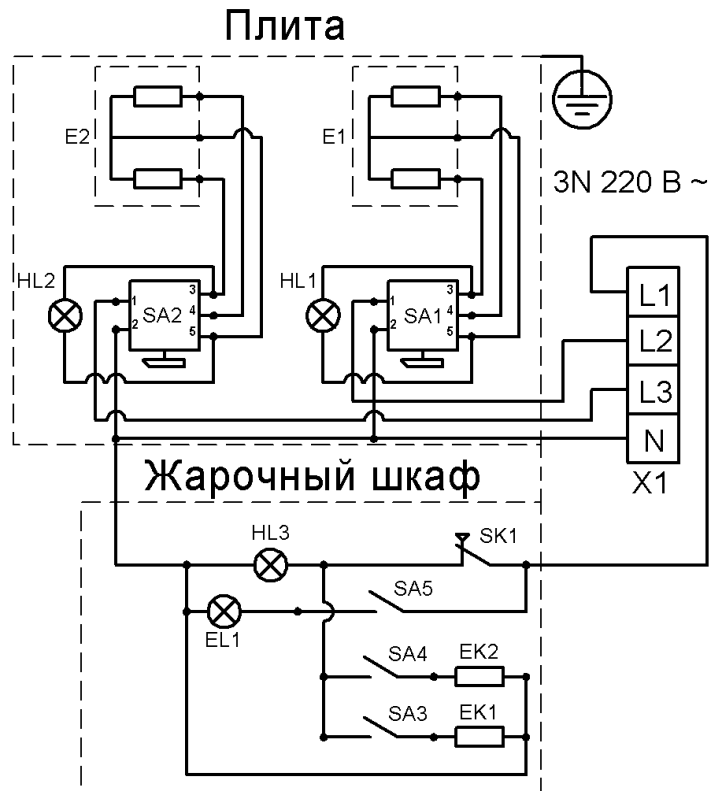 Плита
E2
E1
3N 220 В ~
HL2
1
2
3
4
5
SA2
HL1
1
2
3
4
5
SA1
L1
L2
L3
N
X1
Жарочный шкаф
HL3
SK1
SA5
EL1
SA4
EK2
SA3
EK1